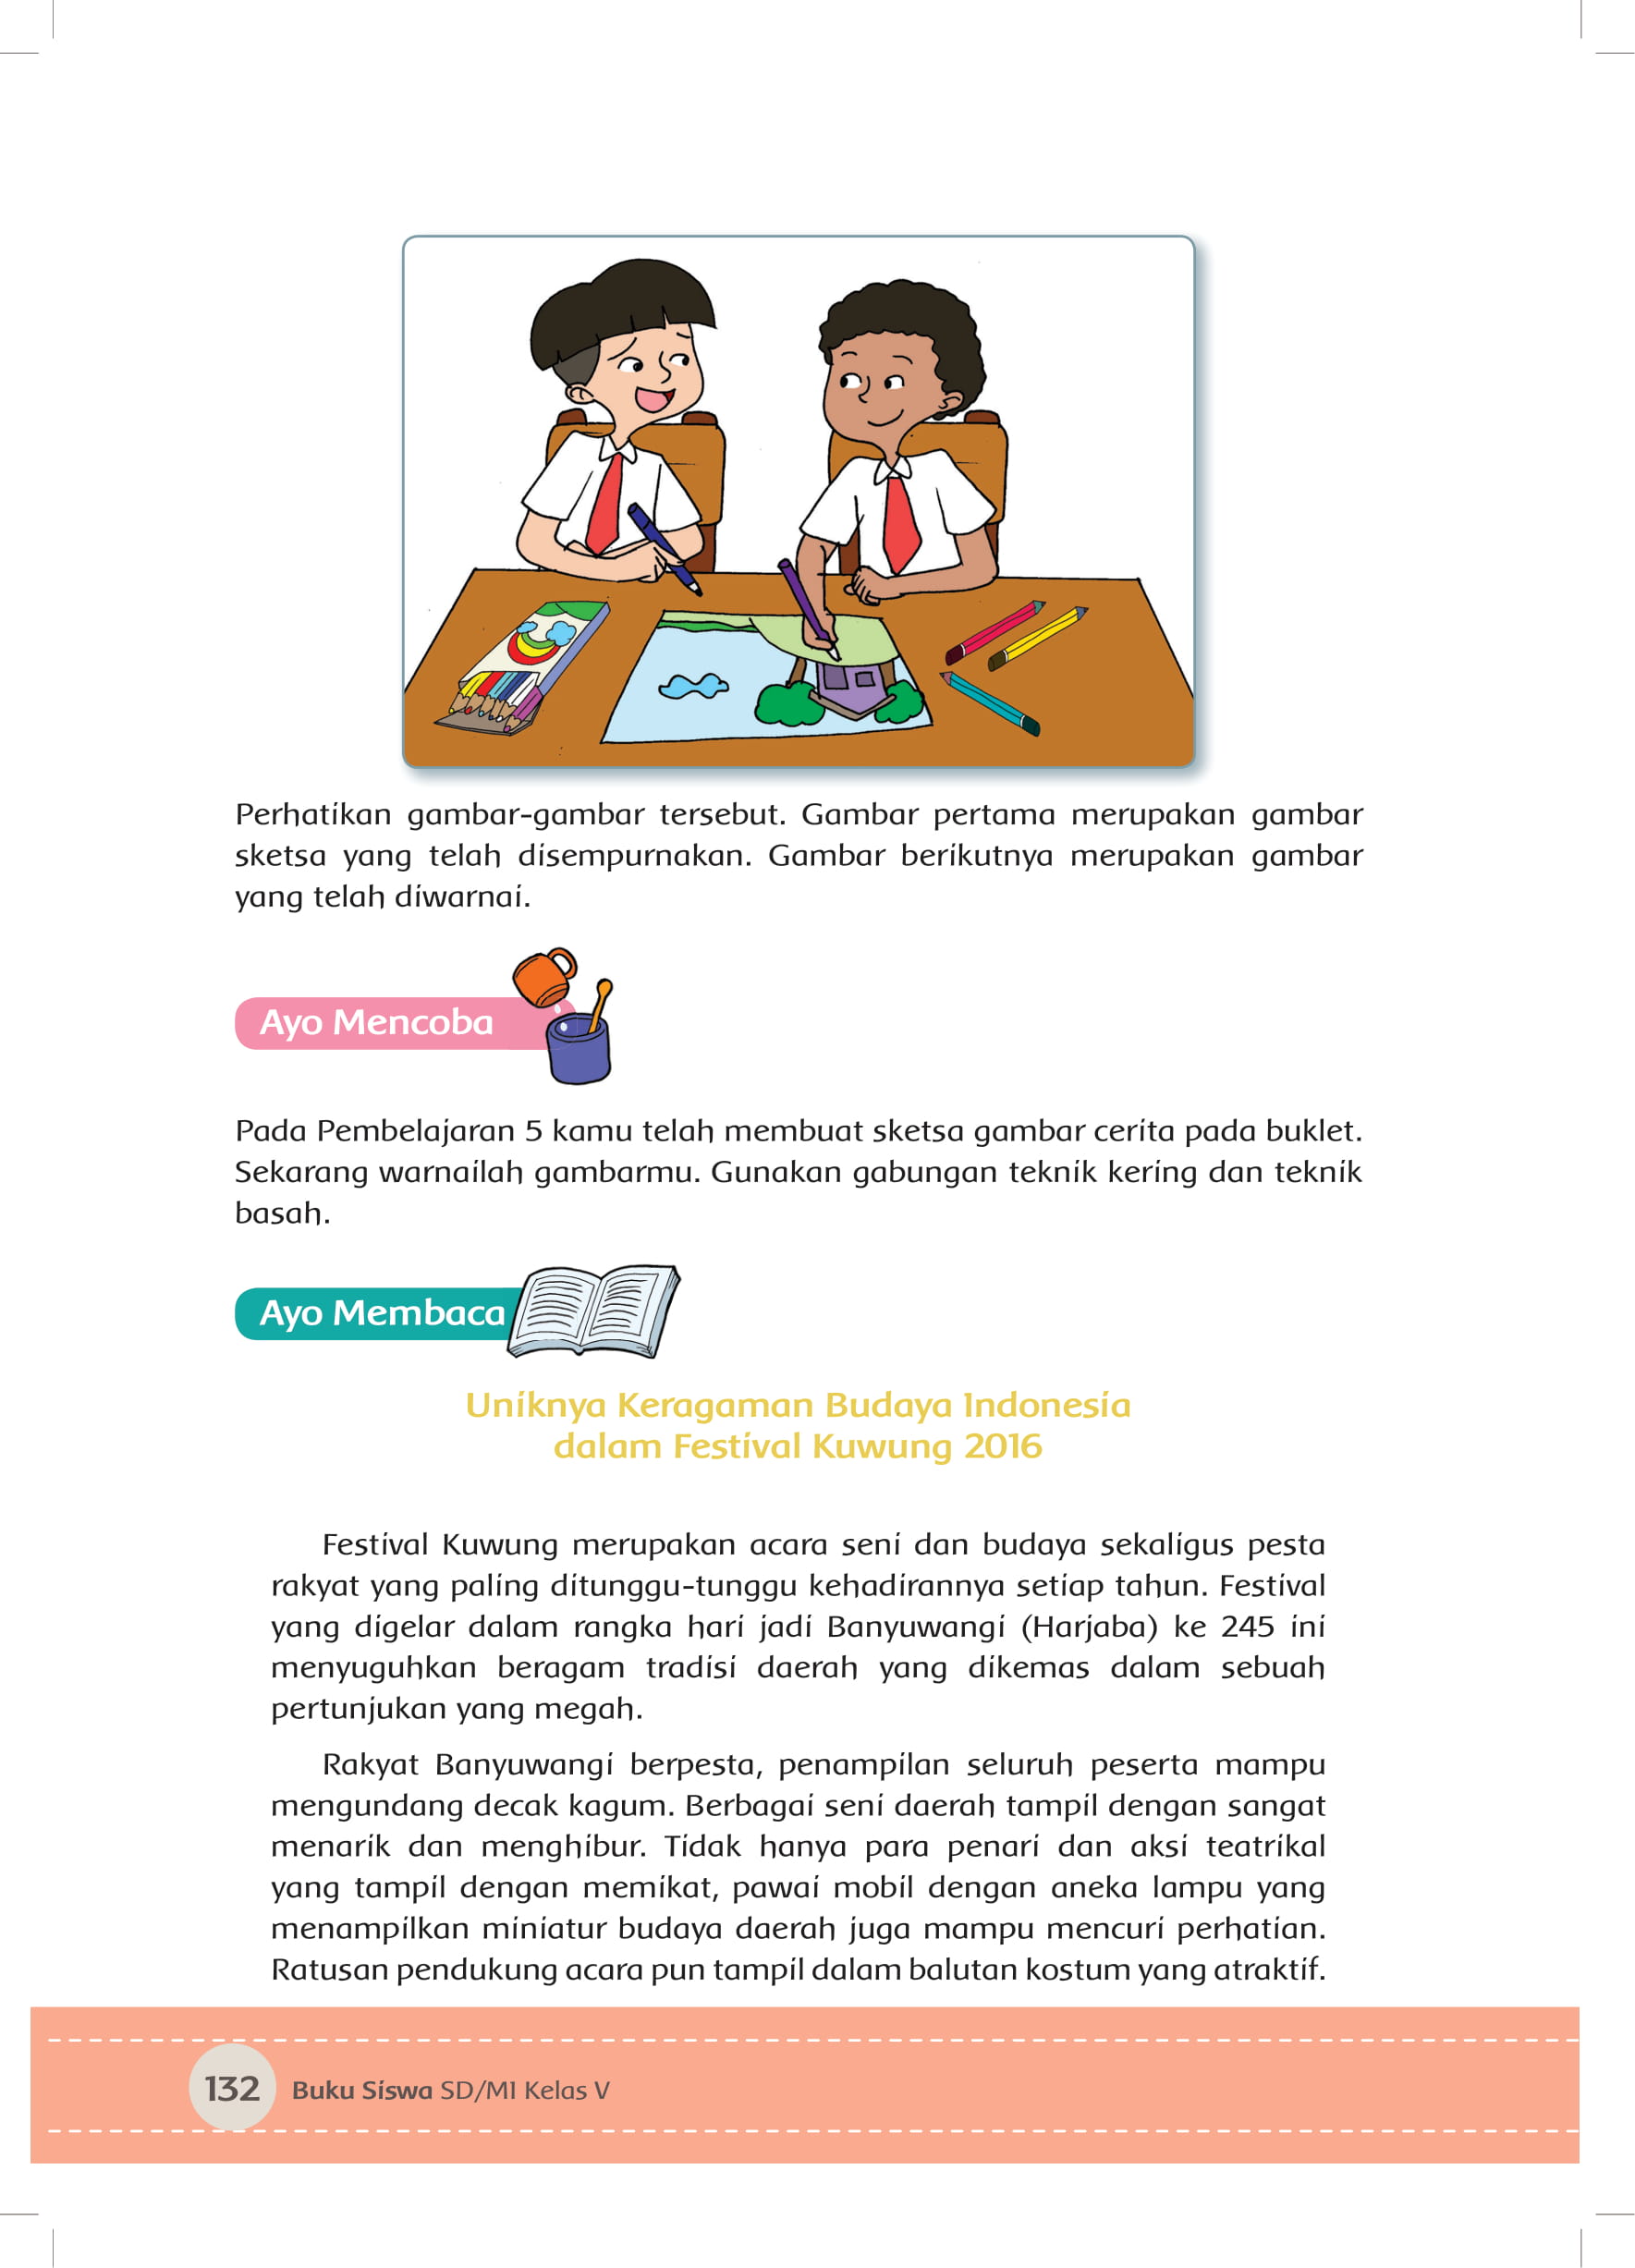 Perhatikan gambar-gambar tersebut. Gambar pertama merupakan gambar
sketsa yang telah disempurnakan. Gambar berikutnya merupakan gambar
yang telah diwarnai.
Ayo Mencoba
Pada Pembelajaran 5 kamu telah membuat sketsa gambar cerita pada buklet.
Sekarang warnailah gambarmu. Gunakan gabungan teknik kering dan teknik
basah.
Ayo Membaca
Uniknya Keragaman Budaya Indonesia
dalam Festival Kuwung 2016
Festival Kuwung merupakan acara seni dan budaya sekaligus pesta
rakyat yang paling ditunggu-tunggu kehadirannya setiap tahun. Festival
yang digelar dalam rangka hari jadi Banyuwangi (Harjaba) ke 245 ini
menyuguhkan beragam tradisi daerah yang dikemas dalam sebuah
pertunjukan yang megah.
Rakyat Banyuwangi berpesta, penampilan seluruh peserta mampu
mengundang decak kagum. Berbagai seni daerah tampil dengan sangat
menarik dan menghibur. Tidak hanya para penari dan aksi teatrikal
yang tampil dengan memikat, pawai mobil dengan aneka lampu yang
menampilkan miniatur budaya daerah juga mampu mencuri perhatian.
Ratusan pendukung acara pun tampil dalam balutan kostum yang atraktif.
132 Buku Siswa SD/MI Kelas V